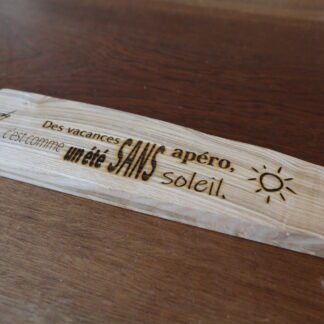 Des vacances SANS apéro,
c'est comme un été soleil.